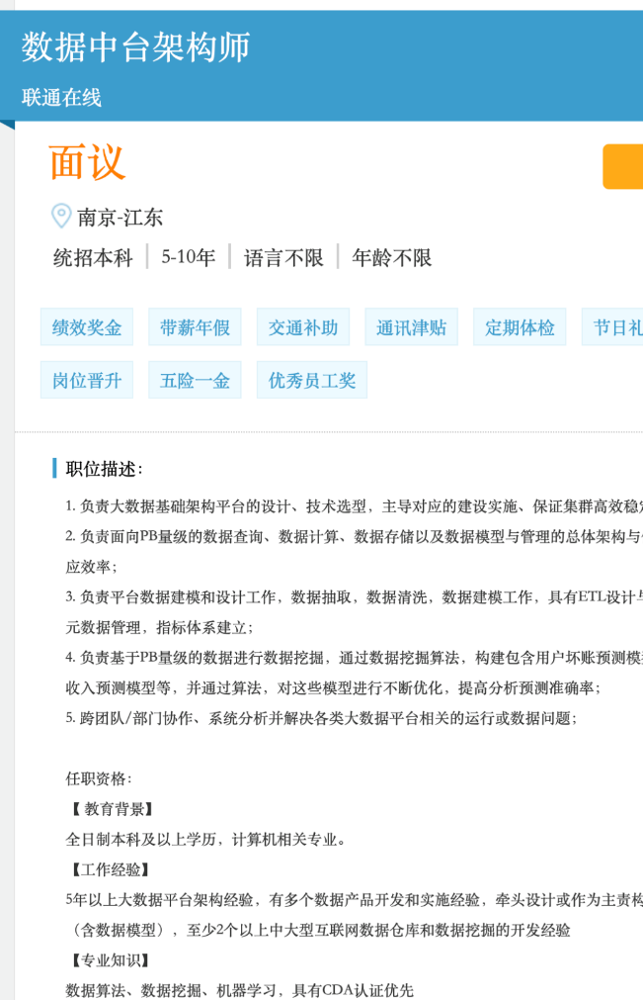 数据中台架构师
联通在线
面议
南京-江东
统招本科 5-10年 语言不限 年龄不限
绩效奖金 带薪年假 交通补助 通讯津贴 定期体检 节日礼
岗位晋升 五险一金 优秀员工奖
职位描述：
1. 负责大数据基础架构平台的设计、技术选型，主导对应的建设实施、保证集群高效稳定
2. 负责面向PB量级的数据查询、数据计算、数据存储以及数据模型与管理的总体架构与
应效率；
3. 负责平台数据建模和设计工作，数据抽取，数据清洗，数据建模工作，具有ETL设计与
元数据管理，指标体系建立；
4. 负责基于PB量级的数据进行数据挖掘，通过数据挖掘算法，构建包含用户坏账预测模型
收入预测模型等，并通过算法，对这些模型进行不断优化，提高分析预测准确率；
5. 跨团队/部门协作、系统分析并解决各类大数据平台相关的运行或数据问题；
任职资格：
【 教育背景】
全日制本科及以上学历，计算机相关专业。
【工作经验】
5年以上大数据平台架构经验，有多个数据产品开发和实施经验，牵头设计或作为主责构
（含数据模型），至少2个以上中大型互联网数据仓库和数据挖掘的开发经验
【专业知识】
数据算法、数据挖掘、机器学习，具有CDA认证优先